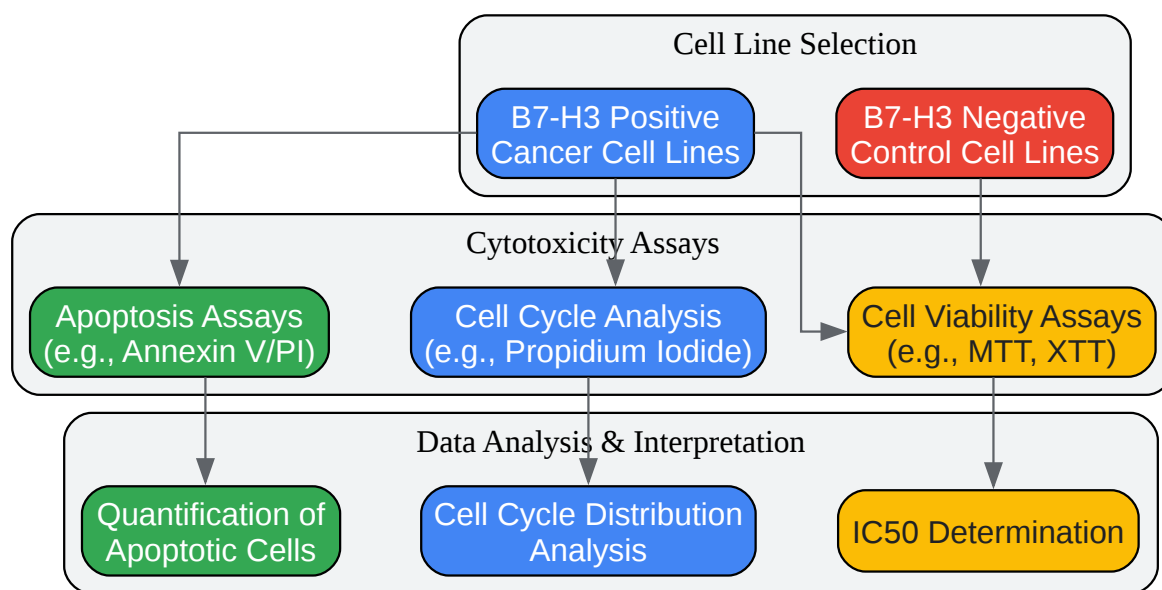 Cell Line Selection
B7-H3 Positive
Cancer Cell Lines
B7-H3 Negative
Control Cell Lines
Cytotoxicity Assays
Apoptosis Assays
(e.g., Annexin V/PI)
Cell Cycle Analysis
(e.g., Propidium Iodide)
Cell Viability Assays
(e.g., MTT, XTT)
Data Analysis & Interpretation
Quantification of
Apoptotic Cells
Cell Cycle Distribution
Analysis
IC50 Determination